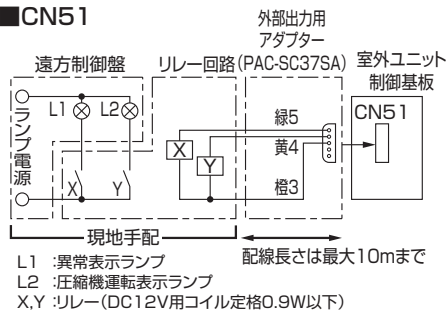 ■CN51
外部出力用
アダプター
遠方制御盤 リレー回路(PAC-SC37SA) 室外ユニット
制御基板
CN51
L1 L2
ランプ電源
緑5
黄4
橙3
X
Y
X Y
現地手配
配線長さは最大10mまで
L1 :異常表示ランプ
L2 :圧縮機運転表示ランプ
X,Y :リレー(DC12V用コイル定格0.9W以下)